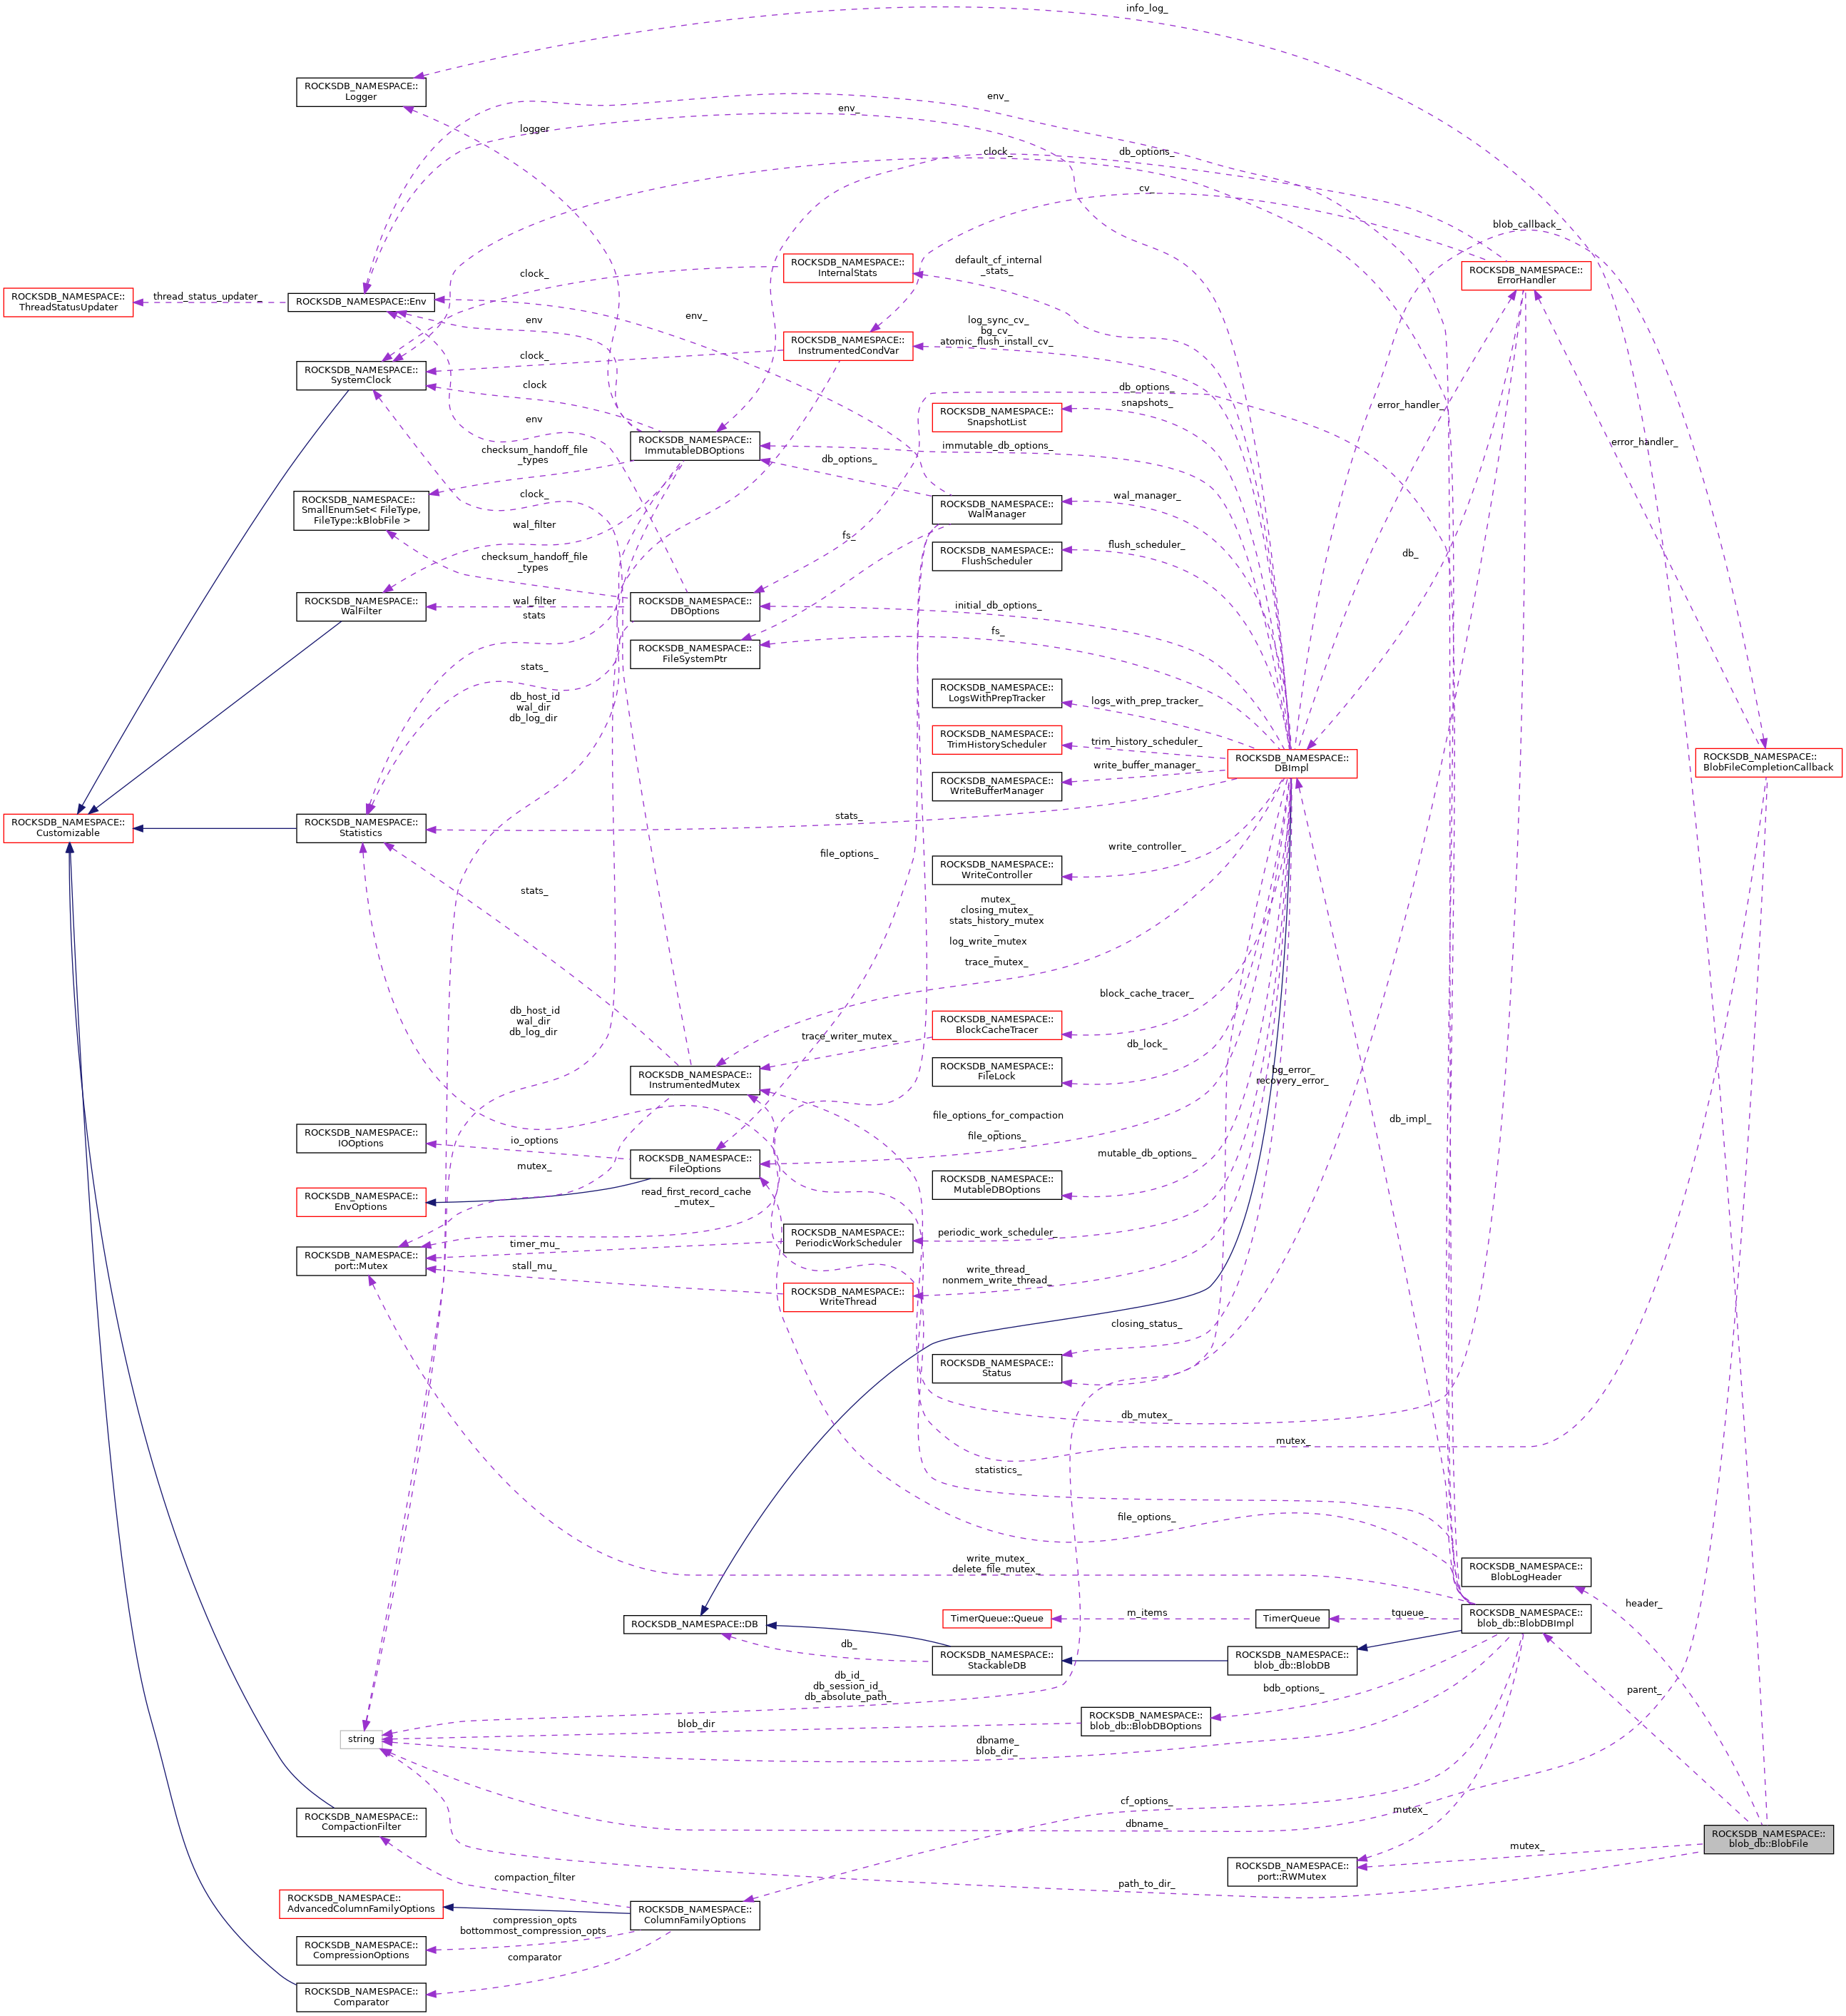 info_log_
ROCKSDB_NAMESPACE::
Logger
env_
env_
logger
clock_
db_options_
cv_
blob_callback_
default_cf_internal
_stats_
ROCKSDB_NAMESPACE::
InternalStats
ROCKSDB_NAMESPACE::
ErrorHandler
clock_
ROCKSDB_NAMESPACE::
ThreadStatusUpdater
thread_status_updater_
ROCKSDB_NAMESPACE::Env
env
env_
log_sync_cv_
bg_cv_
atomic_flush_install_cv_
ROCKSDB_NAMESPACE::
InstrumentedCondVar
clock_
ROCKSDB_NAMESPACE::
SystemClock
clock
db_options_
snapshots_
ROCKSDB_NAMESPACE::
SnapshotList
error_handler_
error_handler_
env
ROCKSDB_NAMESPACE::
ImmutableDBOptions
immutable_db_options_
checksum_handoff_file
_types
db_options_
clock_
ROCKSDB_NAMESPACE::
SmallEnumSet< FileType,
FileType::kBlobFile >
ROCKSDB_NAMESPACE::
WalManager
wal_manager_
wal_filter
fs_
flush_scheduler_
ROCKSDB_NAMESPACE::
FlushScheduler
db_
checksum_handoff_file
_types
ROCKSDB_NAMESPACE::
WalFilter
wal_filter
stats
ROCKSDB_NAMESPACE::
DBOptions
initial_db_options_
fs_
ROCKSDB_NAMESPACE::
FileSystemPtr
stats_
db_host_id
wal_dir
db_log_dir
ROCKSDB_NAMESPACE::
LogsWithPrepTracker
logs_with_prep_tracker_
ROCKSDB_NAMESPACE::
TrimHistoryScheduler
trim_history_scheduler_
ROCKSDB_NAMESPACE::
DBImpl
ROCKSDB_NAMESPACE::
BlobFileCompletionCallback
write_buffer_manager_
ROCKSDB_NAMESPACE::
WriteBufferManager
ROCKSDB_NAMESPACE::
Customizable
ROCKSDB_NAMESPACE::
Statistics
stats_
file_options_
write_controller_
ROCKSDB_NAMESPACE::
WriteController
stats_
mutex_
closing_mutex_
stats_history_mutex
_
log_write_mutex
_
trace_mutex_
block_cache_tracer_
ROCKSDB_NAMESPACE::
BlockCacheTracer
db_host_id
wal_dir
db_log_dir
trace_writer_mutex_
db_lock_
ROCKSDB_NAMESPACE::
FileLock
bg_error_
recovery_error_
ROCKSDB_NAMESPACE::
InstrumentedMutex
file_options_for_compaction
_
file_options_
db_impl_
ROCKSDB_NAMESPACE::
IOOptions
io_options
ROCKSDB_NAMESPACE::
FileOptions
mutex_
mutable_db_options_
ROCKSDB_NAMESPACE::
MutableDBOptions
ROCKSDB_NAMESPACE::
EnvOptions
read_first_record_cache
_mutex_
ROCKSDB_NAMESPACE::
port::Mutex
timer_mu_
ROCKSDB_NAMESPACE::
PeriodicWorkScheduler
periodic_work_scheduler_
stall_mu_
ROCKSDB_NAMESPACE::
WriteThread
write_thread_
nonmem_write_thread_
closing_status_
ROCKSDB_NAMESPACE::
Status
db_mutex_
mutex_
statistics_
file_options_
write_mutex_
delete_file_mutex_
ROCKSDB_NAMESPACE::
BlobLogHeader
header_
ROCKSDB_NAMESPACE::DB
TimerQueue::Queue
m_items
TimerQueue
tqueue_
ROCKSDB_NAMESPACE::
blob_db::BlobDBImpl
db_
ROCKSDB_NAMESPACE::
StackableDB
ROCKSDB_NAMESPACE::
blob_db::BlobDB
db_id_
db_session_id_
db_absolute_path_
bdb_options_
parent_
string
blob_dir
ROCKSDB_NAMESPACE::
blob_db::BlobDBOptions
dbname_
blob_dir_
cf_options_
mutex_
dbname_
ROCKSDB_NAMESPACE::
CompactionFilter
ROCKSDB_NAMESPACE::
blob_db::BlobFile
mutex_
ROCKSDB_NAMESPACE::
port::RWMutex
path_to_dir_
compaction_filter
ROCKSDB_NAMESPACE::
AdvancedColumnFamilyOptions
ROCKSDB_NAMESPACE::
ColumnFamilyOptions
compression_opts
bottommost_compression_opts
ROCKSDB_NAMESPACE::
CompressionOptions
comparator
ROCKSDB_NAMESPACE::
Comparator